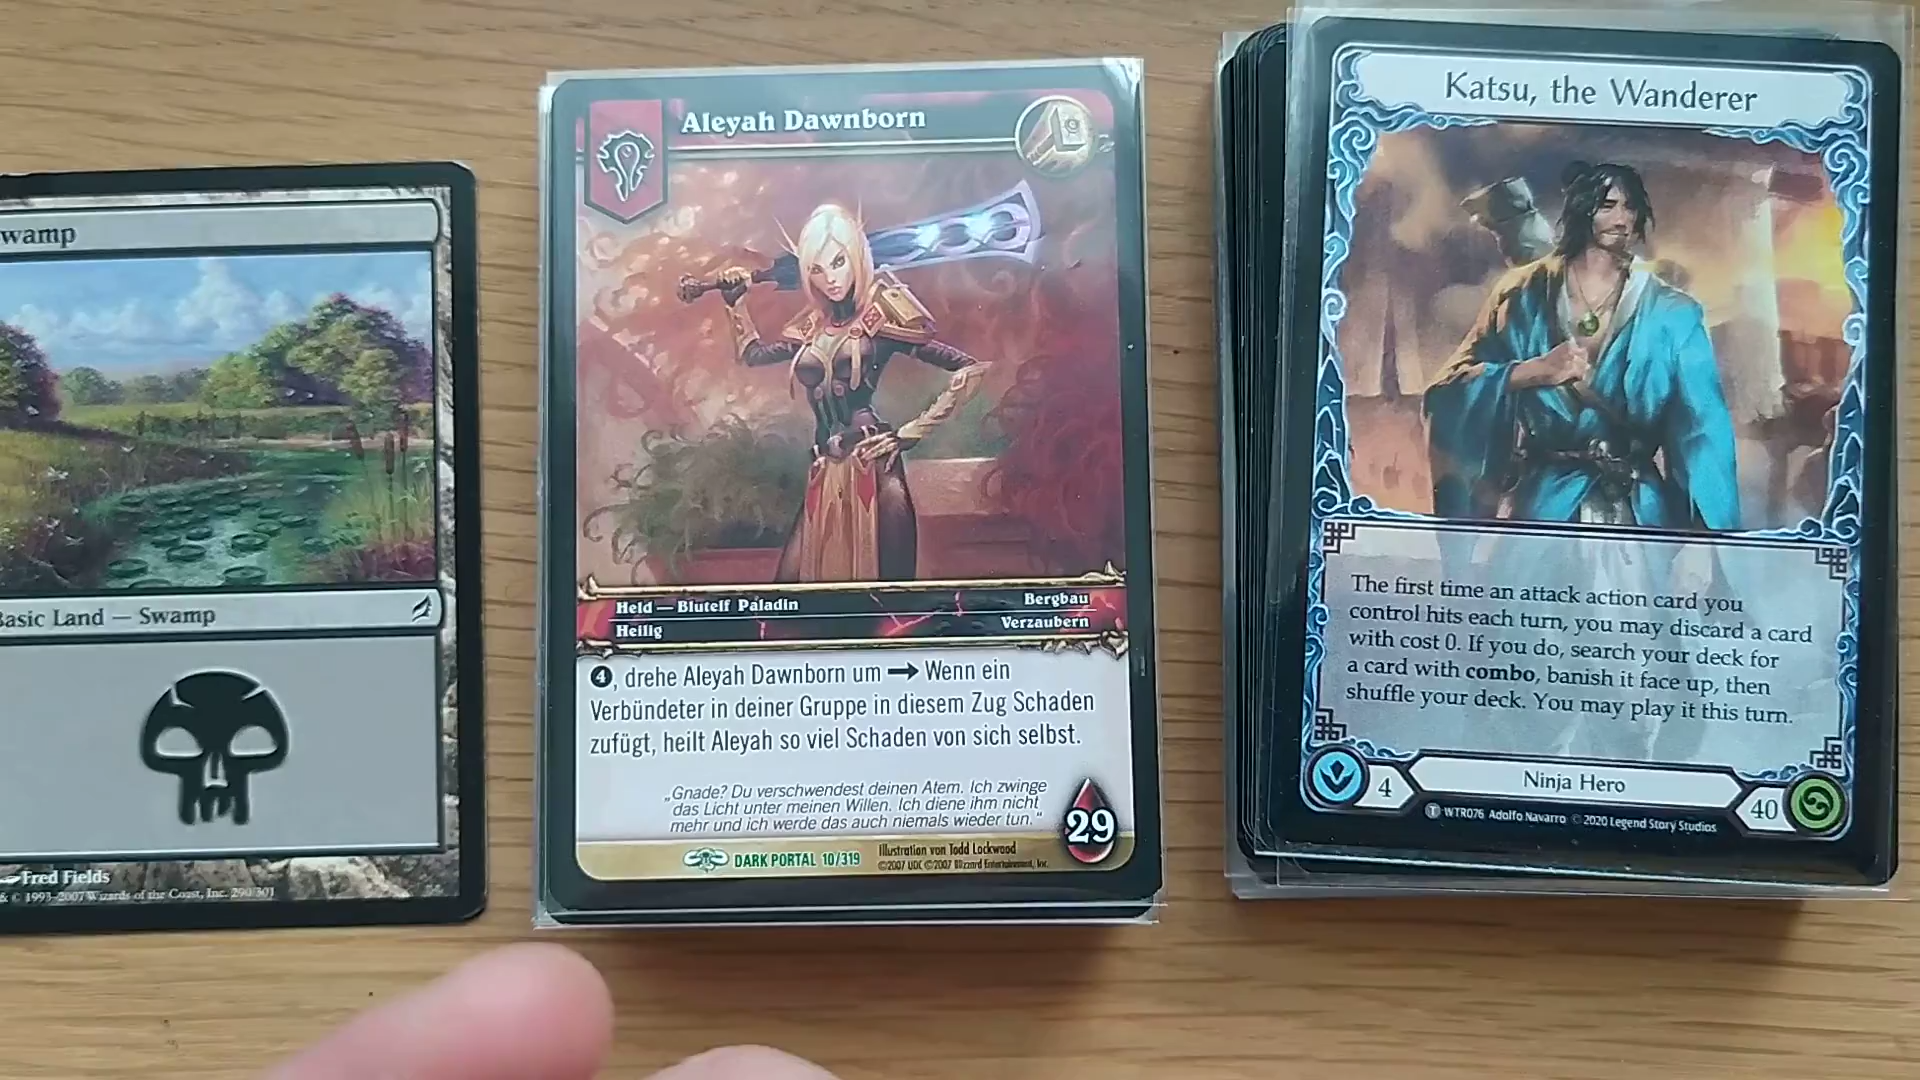 wamp
Basic Land — Swamp
Fred Fields
& © 1993–2007 Wizards of the Coast, Inc. 290/301
Aleyah Dawnborn
Held — Blutelf Paladin
Heilig
Bergbau
Verzaubern
4, drehe Aleyah Dawnborn um ➞ Wenn ein
Verbündeter in deiner Gruppe in diesem Zug Schaden
zufügt, heilt Aleyah so viel Schaden von sich selbst.
„Gnade? Du verschwendest deinen Atem. Ich zwinge
das Licht unter meinen Willen. Ich diene ihm nicht
mehr und ich werde das auch niemals wieder tun.“
29
DARK PORTAL 10/319
Illustration von Todd Lockwood
©2007 UDC ©2007 Blizzard Entertainment, Inc.
Katsu, the Wanderer
The first time an attack action card you
control hits each turn, you may discard a card
with cost 0. If you do, search your deck for
a card with combo, banish it face up, then
shuffle your deck. You may play it this turn.
4
Ninja Hero
40
T WTR076 Adolfo Navarro © 2020 Legend Story Studios